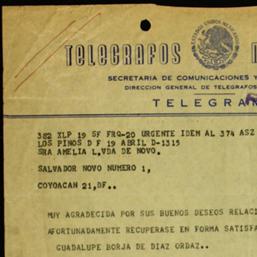 TELEGRAFOS
SECRETARIA DE COMUNICACIONES Y
DIRECCION GENERAL DE TELEGRAFOS
TELEGRAM
382 XLP 19 SF FRQ-20 URGENTE IDEM AL 374 ASZ
LOS PINOS D F 19 ABRIL D-1315
SRA AMELIA L.VDA DE NOVO.
SALVADOR NOVO NUMERO 1,
COYOACAN 21,DF..
MUY AGRADECIDA POR SUS BUENOS DESEOS RELACI
AFORTUNADAMENTE RECUPERASE EN FORMA SATISFA
GUADALUPE BORJA DE DIAZ ORDAZ..